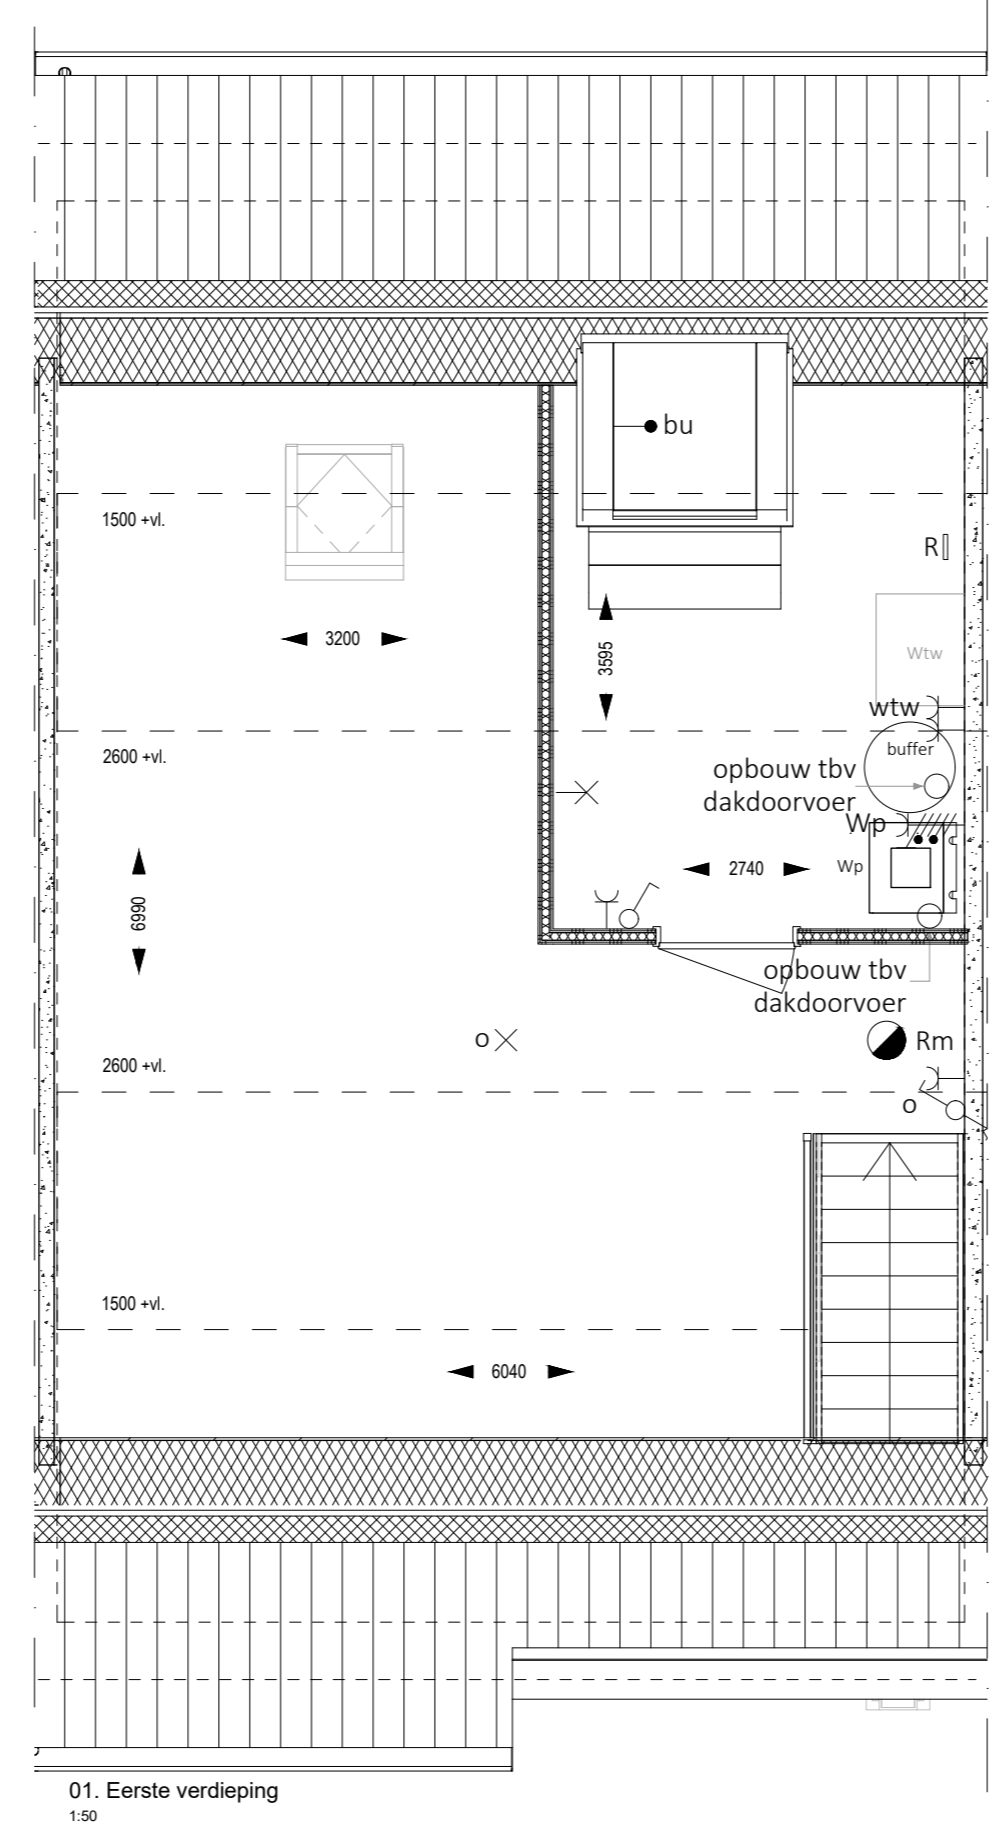 bu
1500 +vl.
R
3200
3595
Wtw
wtw
buffer
2600 +vl.
opbouw tbv
dakdoorvoer
Wp
Wp
2740
6990
opbouw tbv
dakdoorvoer
o
Rm
2600 +vl.
o
1500 +vl.
6040
01. Eerste verdieping
1:50